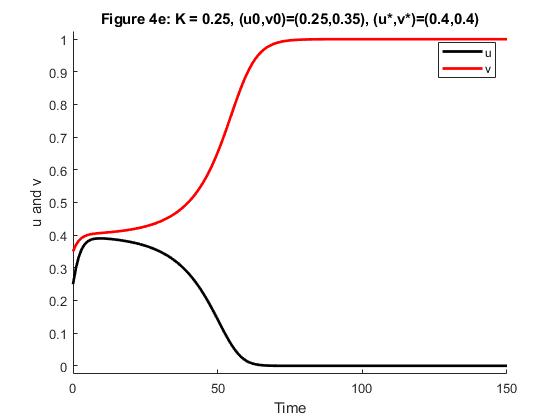 Figure 4e: K = 0.25, (u0,v0)=(0.25,0.35), (u*,v*)=(0.4,0.4)
u
v
1
0.9
0.8
0.7
0.6
0.5
0.4
0.3
0.2
0.1
0
u and v
0 50 100 150
Time